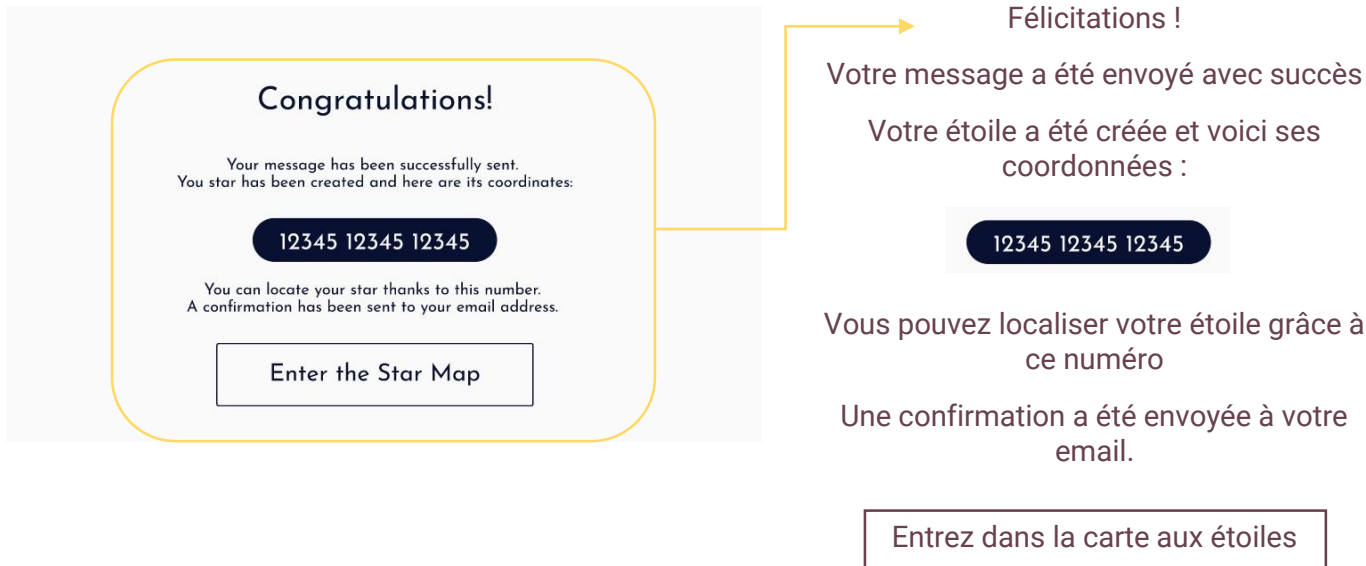 Congratulations!
Your message has been successfully sent.
You star has been created and here are its coordinates:
12345 12345 12345
You can locate your star thanks to this number.
A confirmation has been sent to your email address.
Enter the Star Map
Félicitations !
Votre message a été envoyé avec succès
Votre étoile a été créée et voici ses
coordonnées :
12345 12345 12345
Vous pouvez localiser votre étoile grâce à
ce numéro
Une confirmation a été envoyée à votre
email.
Entrez dans la carte aux étoiles